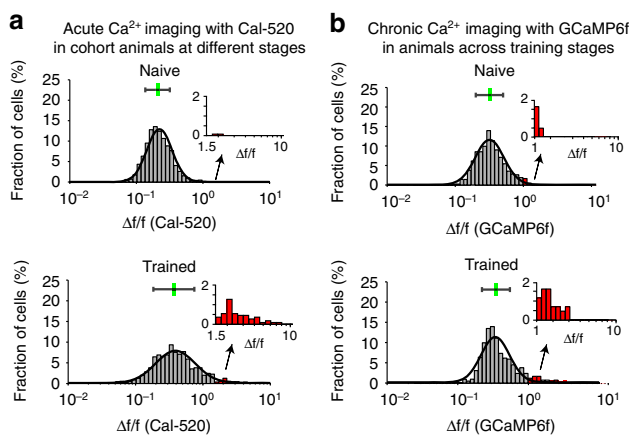 a
Acute Ca²⁺ imaging with Cal-520
in cohort animals at different stages
Naive
Fraction of cells (%)
25
20
15
10
5
0
2
0
1.5
10
Δf/f
10⁻²
10⁻¹
10⁰
10¹
Δf/f (Cal-520)
Trained
Fraction of cells (%)
25
20
15
10
5
0
2
0
1.5
10
Δf/f
10⁻²
10⁻¹
10⁰
10¹
Δf/f (Cal-520)
b
Chronic Ca²⁺ imaging with GCaMP6f
in animals across training stages
Naive
Fraction of cells (%)
25
20
15
10
5
0
2
0
1
10
Δf/f
10⁻²
10⁻¹
10⁰
10¹
Δf/f (GCaMP6f)
Trained
Fraction of cells (%)
25
20
15
10
5
0
2
0
1
10
Δf/f
10⁻²
10⁻¹
10⁰
10¹
Δf/f (GCaMP6f)